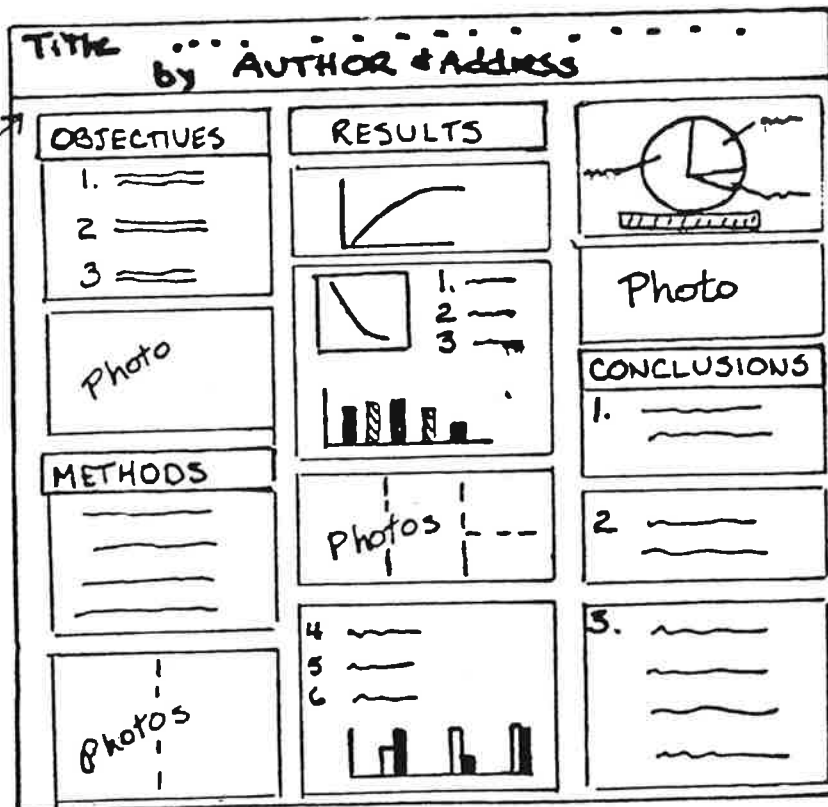 Title
by AUTHOR & Address
OBJECTIVES
1.
2
3
Photo
METHODS
Photos
RESULTS
1.
2
3
Photos
4
5
6
Photo
CONCLUSIONS
1.
2
3.